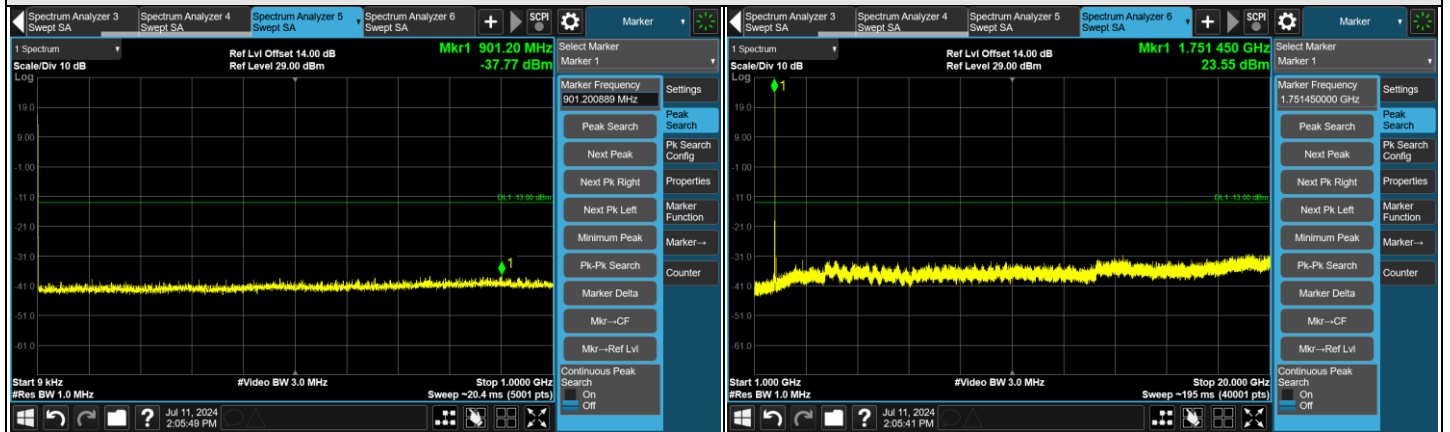 Spectrum Analyzer 3
Swept SA
Spectrum Analyzer 4
Swept SA
Spectrum Analyzer 5
Swept SA
Spectrum Analyzer 6
Swept SA
+
SCPI
Marker
1 Spectrum
Scale/Div 10 dB
Ref Lvl Offset 14.00 dB
Ref Level 29.00 dBm
Mkr1 901.20 MHz
-37.77 dBm
Log
19.0
9.00
-1.00
-11.0
-21.0
-31.0
-41.0
-51.0
-61.0
DL1 -13.00 dBm
1
Start 9 kHz
#Res BW 1.0 MHz
#Video BW 3.0 MHz
Stop 1.0000 GHz
Sweep ~20.4 ms (5001 pts)
Select Marker
Marker 1
Marker Frequency
901.200889 MHz
Peak Search
Next Peak
Next Pk Right
Next Pk Left
Minimum Peak
Pk-Pk Search
Marker Delta
Mkr→CF
Mkr→Ref Lvl
Continuous Peak
Search
On
Off
Settings
Peak
Search
Pk Search
Config
Properties
Marker
Function
Marker→
Counter
?
Jul 11, 2024
2:05:49 PM
Spectrum Analyzer 3
Swept SA
Spectrum Analyzer 4
Swept SA
Spectrum Analyzer 5
Swept SA
Spectrum Analyzer 6
Swept SA
+
SCPI
Marker
1 Spectrum
Scale/Div 10 dB
Ref Lvl Offset 14.00 dB
Ref Level 29.00 dBm
Mkr1 1.751 450 GHz
23.55 dBm
Log
1
19.0
9.00
-1.00
-11.0
-21.0
-31.0
-41.0
-51.0
-61.0
DL1 -13.00 dBm
Start 1.000 GHz
#Res BW 1.0 MHz
#Video BW 3.0 MHz
Stop 20.000 GHz
Sweep ~195 ms (40001 pts)
Select Marker
Marker 1
Marker Frequency
1.751450000 GHz
Peak Search
Next Peak
Next Pk Right
Next Pk Left
Minimum Peak
Pk-Pk Search
Marker Delta
Mkr→CF
Mkr→Ref Lvl
Continuous Peak
Search
On
Off
Settings
Peak
Search
Pk Search
Config
Properties
Marker
Function
Marker→
Counter
?
Jul 11, 2024
2:05:41 PM